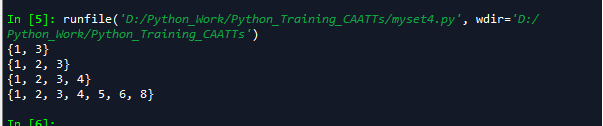 In [5]: runfile('D:/Python_Work/Python_Training_CAATTs/myset4.py', wdir='D:/
Python_Work/Python_Training_CAATTs')
{1, 3}
{1, 2, 3}
{1, 2, 3, 4}
{1, 2, 3, 4, 5, 6, 8}
In [6]: